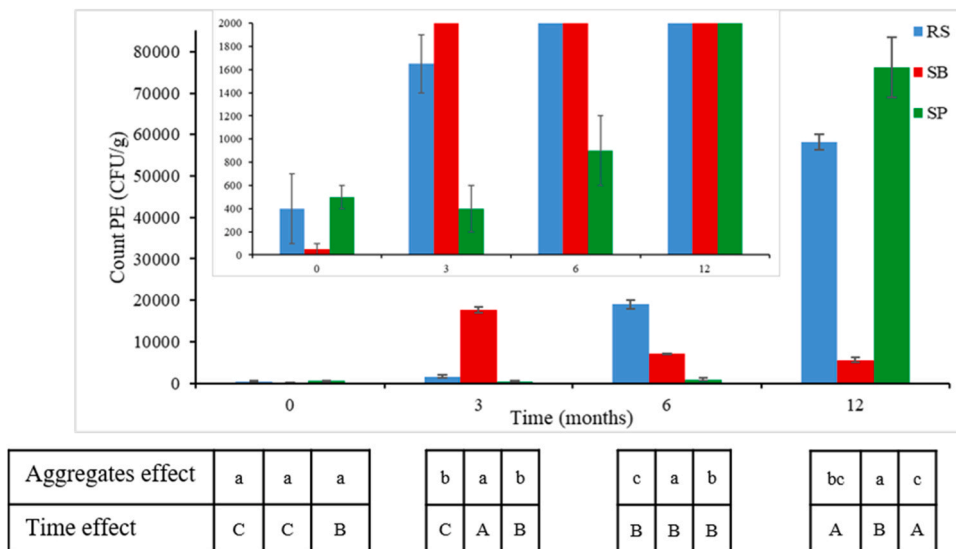 2000
1800
1600
1400
1200
1000
800
600
400
200
0
0 3 6 12
RS
SB
SP
Count PE (CFU/g)
80000
70000
60000
50000
40000
30000
20000
10000
0
0 3 6 12
Time (months)
Aggregates effect a a a b a b c a b bc a c
Time effect C C B C A B B B B A B A